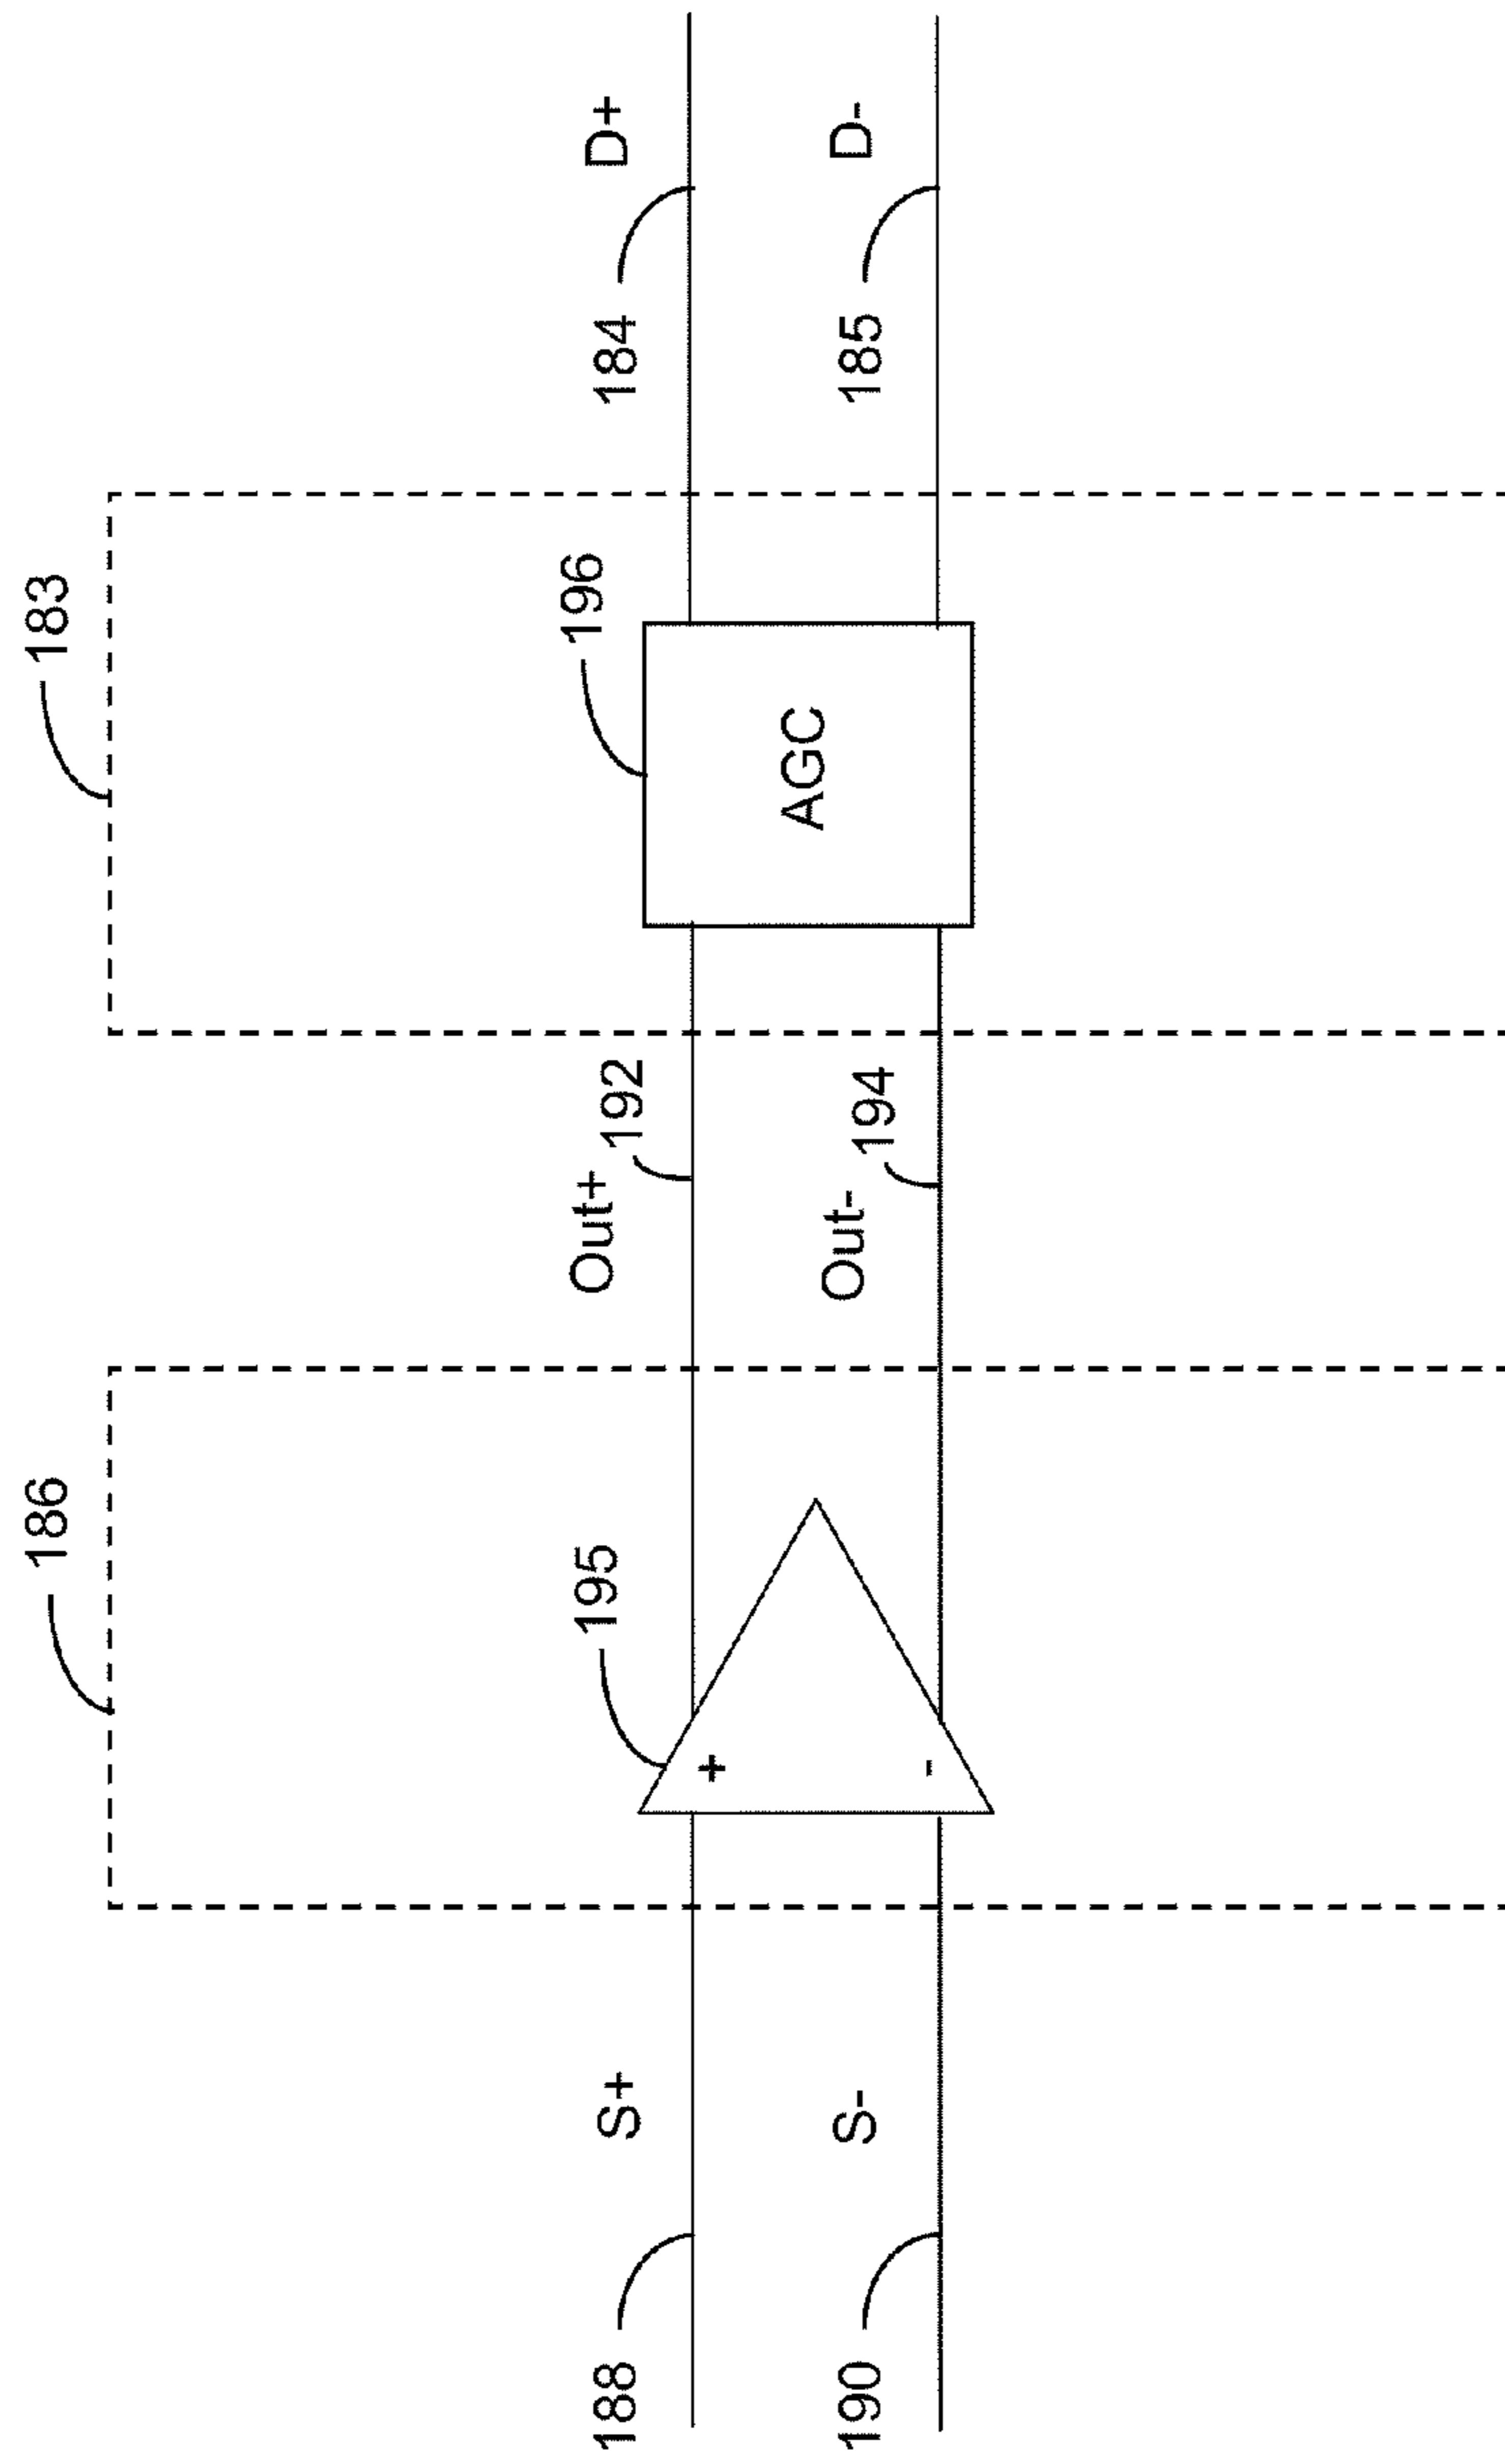 186
183
195
196
+
-
AGC
188
S+
Out+
192
184
D+
190
S-
Out-
194
185
D-